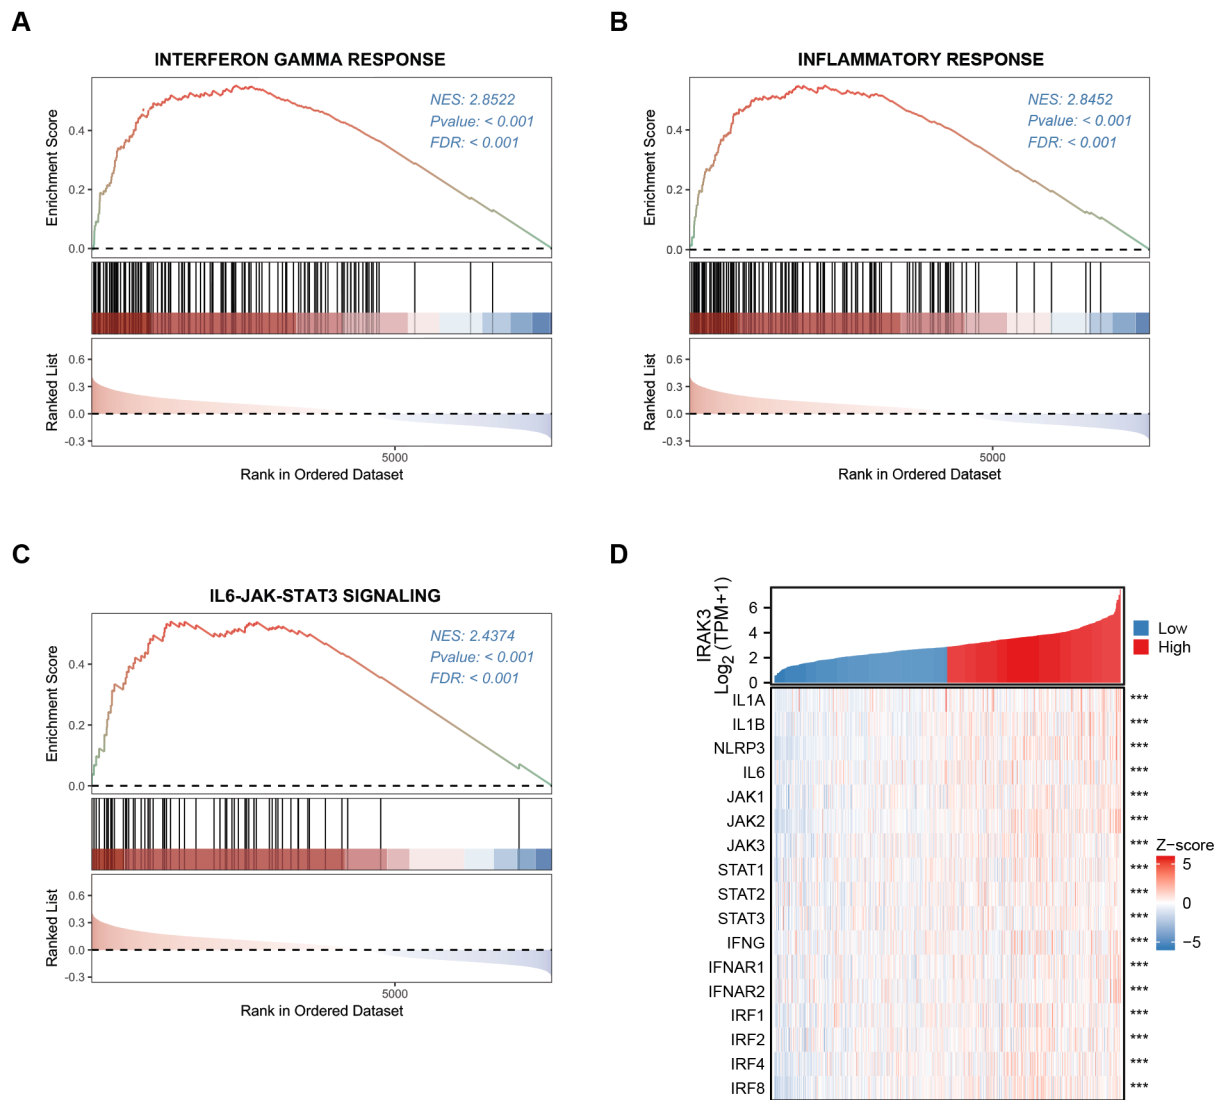 A
INTERFERON GAMMA RESPONSE
Enrichment Score
0.4
0.2
0.0
NES: 2.8522
Pvalue: < 0.001
FDR: < 0.001
Ranked List
0.6
0.3
0.0
-0.3
5000
Rank in Ordered Dataset
B
INFLAMMATORY RESPONSE
Enrichment Score
0.4
0.2
0.0
NES: 2.8452
Pvalue: < 0.001
FDR: < 0.001
Ranked List
0.6
0.3
0.0
-0.3
5000
Rank in Ordered Dataset
C
IL6-JAK-STAT3 SIGNALING
Enrichment Score
0.4
0.2
0.0
NES: 2.4374
Pvalue: < 0.001
FDR: < 0.001
Ranked List
0.6
0.3
0.0
-0.3
5000
Rank in Ordered Dataset
D
IRAK3
Log2 (TPM+1)
6
4
2
0
Low
High
IL1A ***
IL1B ***
NLRP3 ***
IL6 ***
JAK1 ***
JAK2 ***
JAK3 ***
STAT1 ***
STAT2 ***
STAT3 ***
IFNG ***
IFNAR1 ***
IFNAR2 ***
IRF1 ***
IRF2 ***
IRF4 ***
IRF8 ***
Z−score
5
0
−5